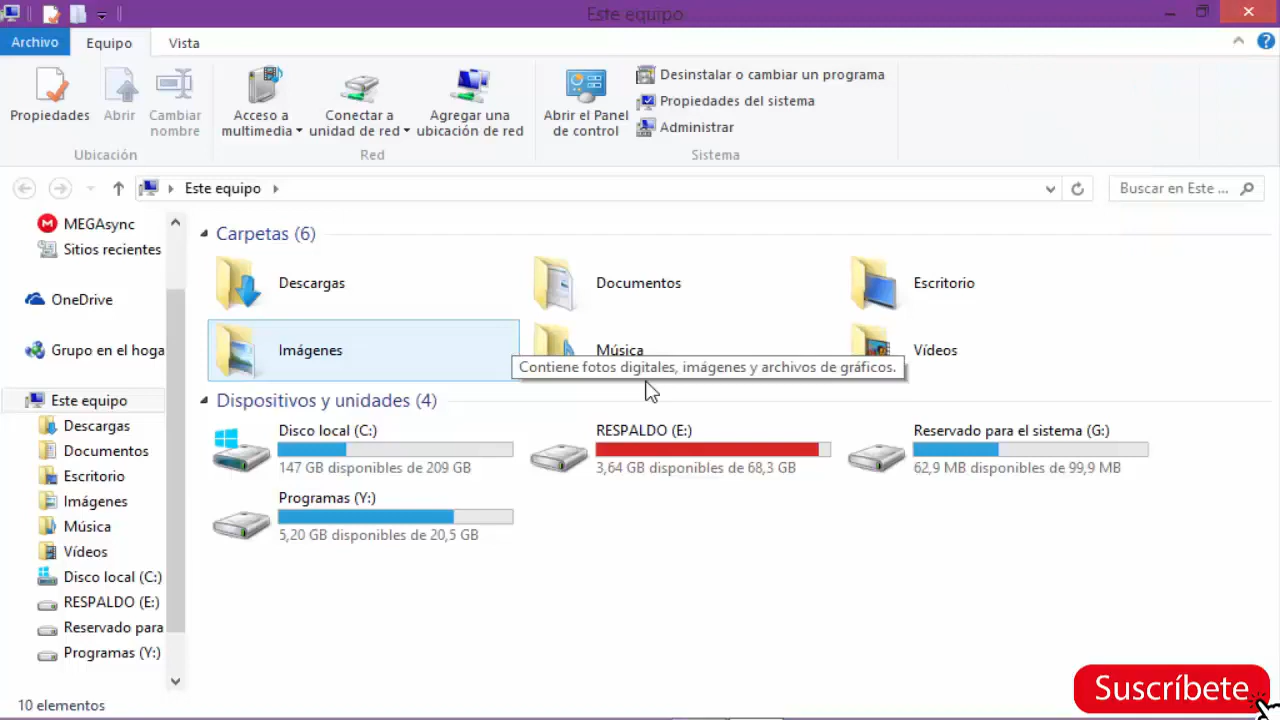 Este equipo
Archivo
Equipo
Vista
Propiedades
Abrir
Cambiar
nombre
Acceso a
multimedia
Conectar a
unidad de red
Agregar una
ubicación de red
Abrir el Panel
de control
Desinstalar o cambiar un programa
Propiedades del sistema
Administrar
Ubicación
Red
Sistema
Este equipo
Buscar en Este ...
MEGAsync
Sitios recientes
OneDrive
Grupo en el hoga
Este equipo
Descargas
Documentos
Escritorio
Imágenes
Música
Vídeos
Disco local (C:)
RESPALDO (E:)
Reservado para
Programas (Y:)
Carpetas (6)
Descargas
Documentos
Escritorio
Imágenes
Música
Vídeos
Contiene fotos digitales, imágenes y archivos de gráficos.
Dispositivos y unidades (4)
Disco local (C:)
147 GB disponibles de 209 GB
RESPALDO (E:)
3,64 GB disponibles de 68,3 GB
Reservado para el sistema (G:)
62,9 MB disponibles de 99,9 MB
Programas (Y:)
5,20 GB disponibles de 20,5 GB
10 elementos
Suscríbete